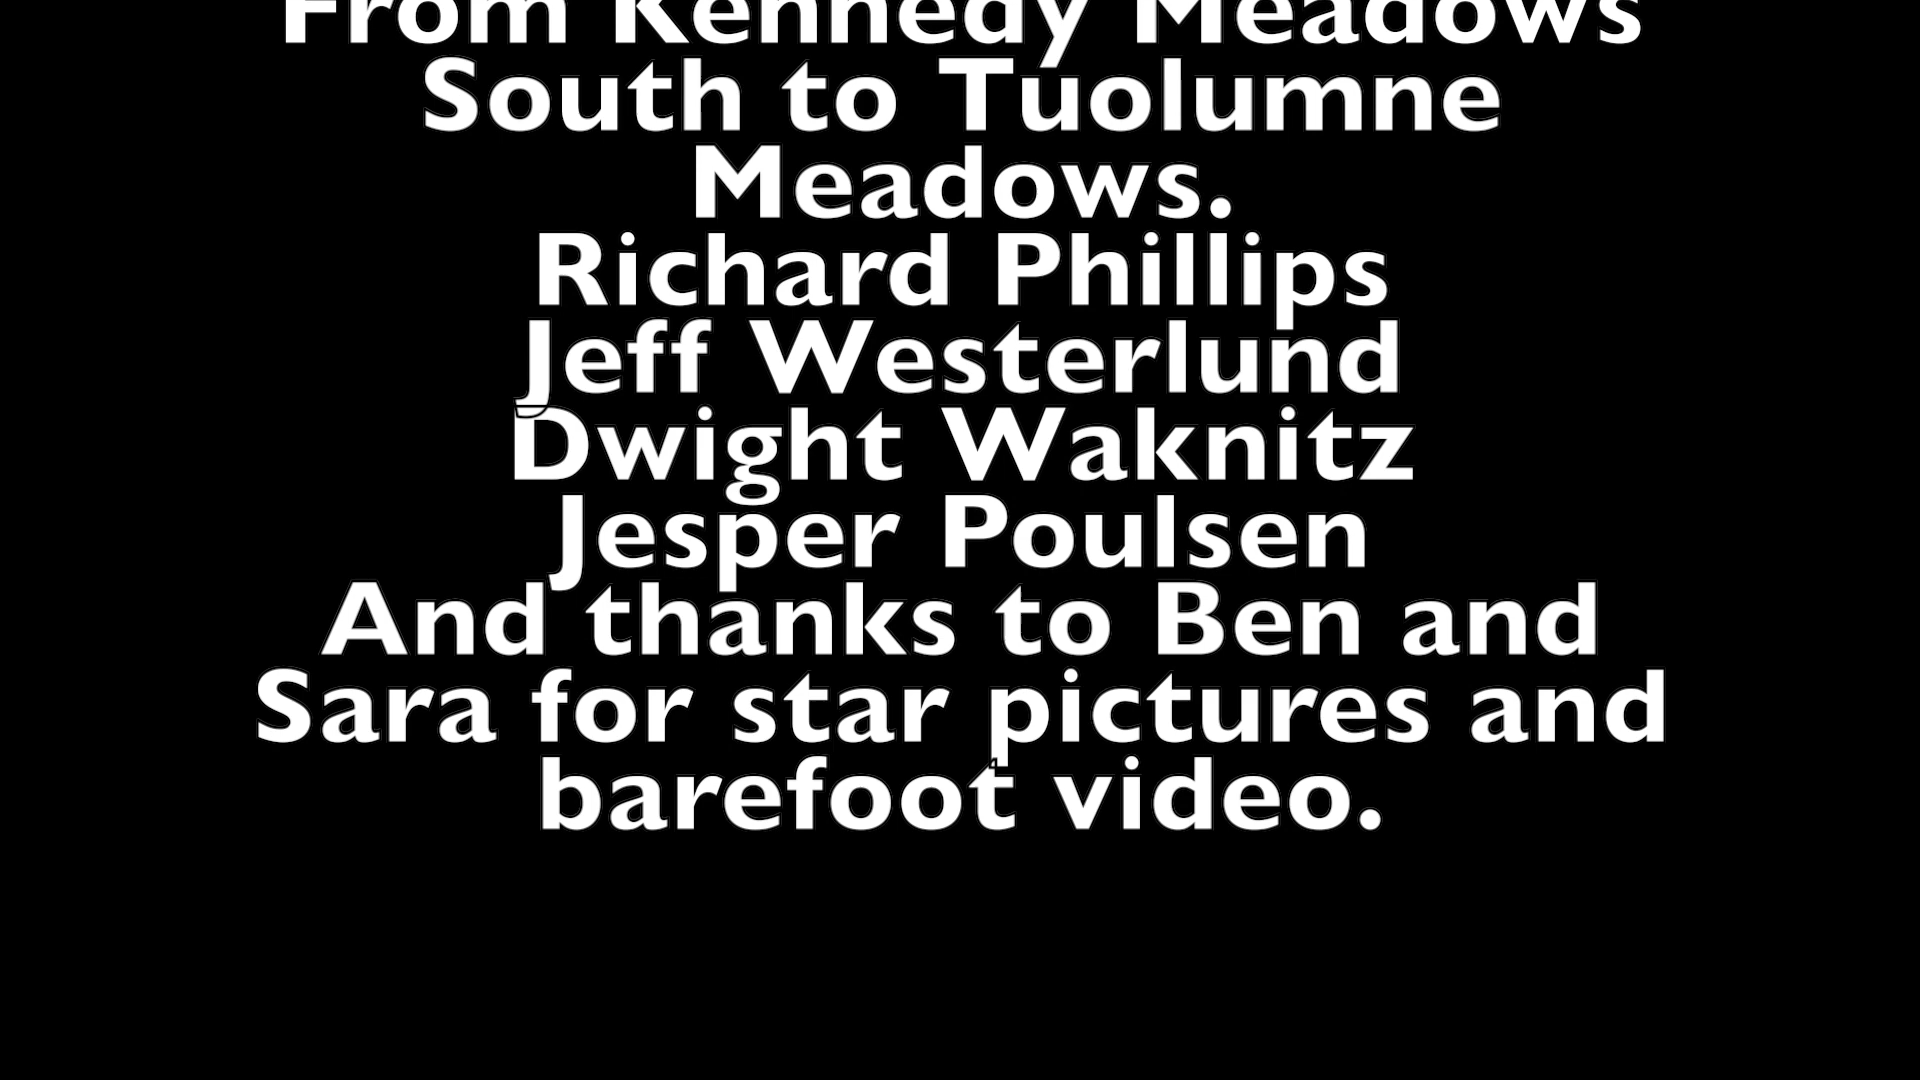 From Kennedy Meadows
South to Tuolumne
Meadows.
Richard Phillips
Jeff Westerlund
Dwight Waknitz
Jesper Poulsen
And thanks to Ben and
Sara for star pictures and
barefoot video.